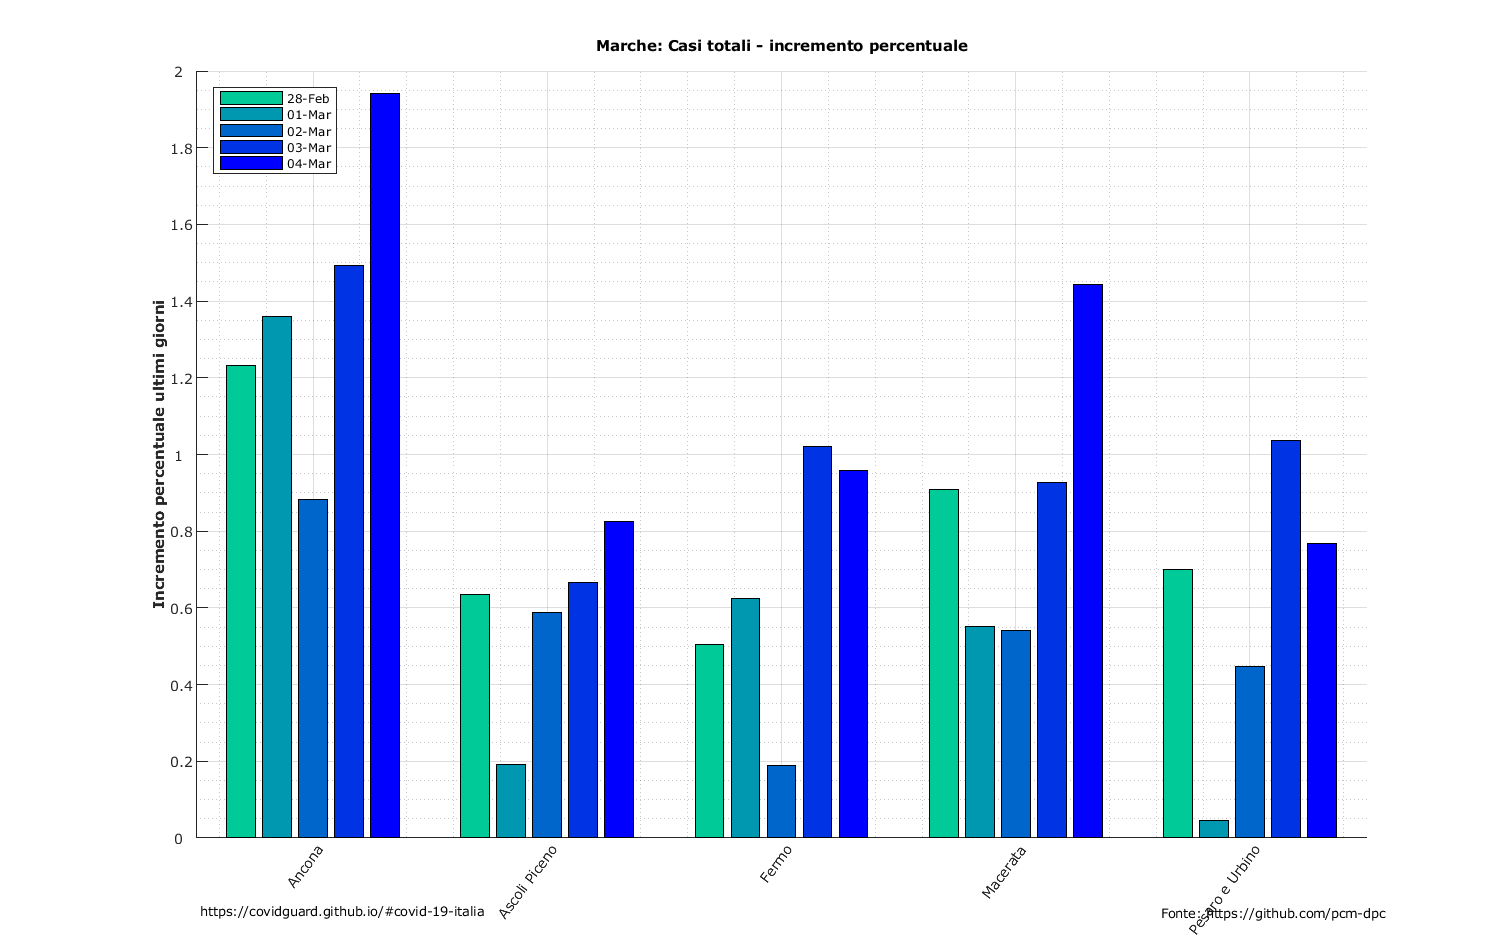 Marche: Casi totali - incremento percentuale
Incremento percentuale ultimi giorni
2
1.8
1.6
1.4
1.2
1
0.8
0.6
0.4
0.2
0
28-Feb
01-Mar
02-Mar
03-Mar
04-Mar
Ancona
Ascoli Piceno
Fermo
Macerata
Pesaro e Urbino
https://covidguard.github.io/#covid-19-italia
Fonte: https://github.com/pcm-dpc